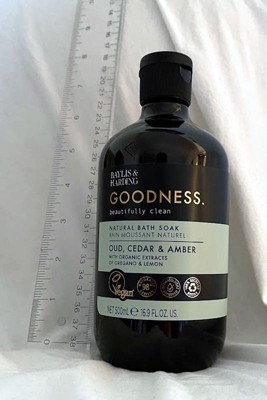 BAYLIS &
HARDING
GOODNESS.
beautifully clean
NATURAL BATH SOAK
BAIN MOUSSANT NATUREL
OUD, CEDAR & AMBER
WITH ORGANIC EXTRACTS
OF OREGANO & LEMON
Vegan
98%
NET 500mL e 16.9 FL.OZ. US.